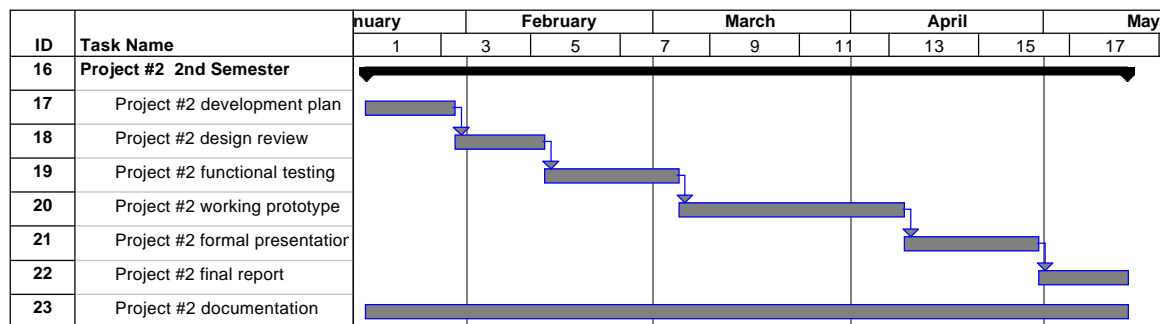 nuary February March April May
ID Task Name 1 3 5 7 9 11 13 15 17
16 Project #2 2nd Semester
17 Project #2 development plan
18 Project #2 design review
19 Project #2 functional testing
20 Project #2 working prototype
21 Project #2 formal presentation
22 Project #2 final report
23 Project #2 documentation